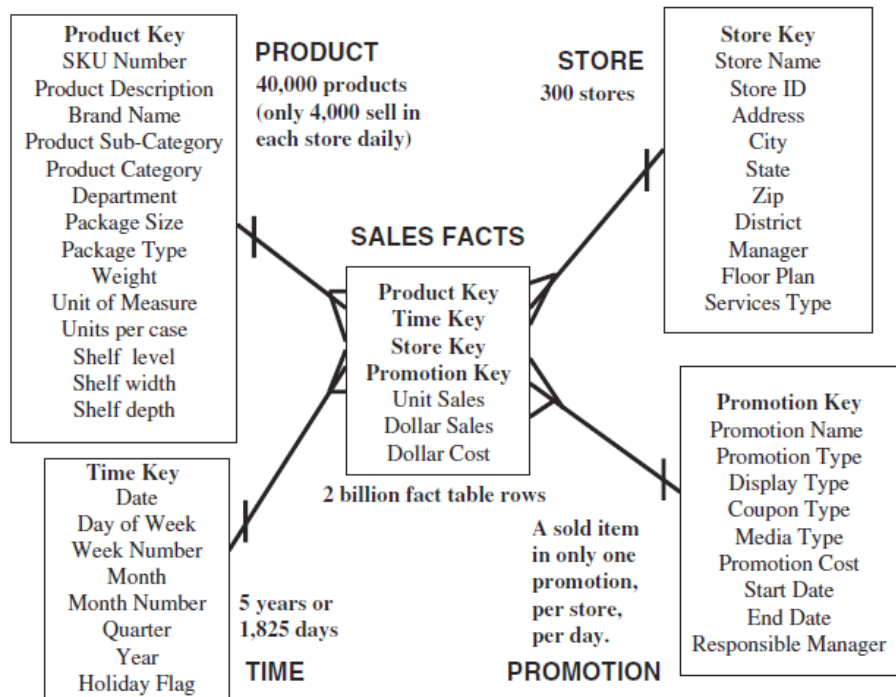 Product Key
SKU Number
Product Description
Brand Name
Product Sub-Category
Product Category
Department
Package Size
Package Type
Weight
Unit of Measure
Units per case
Shelf level
Shelf width
Shelf depth
PRODUCT
40,000 products
(only 4,000 sell in
each store daily)
STORE
300 stores
Store Key
Store Name
Store ID
Address
City
State
Zip
District
Manager
Floor Plan
Services Type
SALES FACTS
Product Key
Time Key
Store Key
Promotion Key
Unit Sales
Dollar Sales
Dollar Cost
2 billion fact table rows
Time Key
Date
Day of Week
Week Number
Month
Month Number
Quarter
Year
Holiday Flag
5 years or
1,825 days
TIME
A sold item
in only one
promotion,
per store,
per day.
PROMOTION
Promotion Key
Promotion Name
Promotion Type
Display Type
Coupon Type
Media Type
Promotion Cost
Start Date
End Date
Responsible Manager